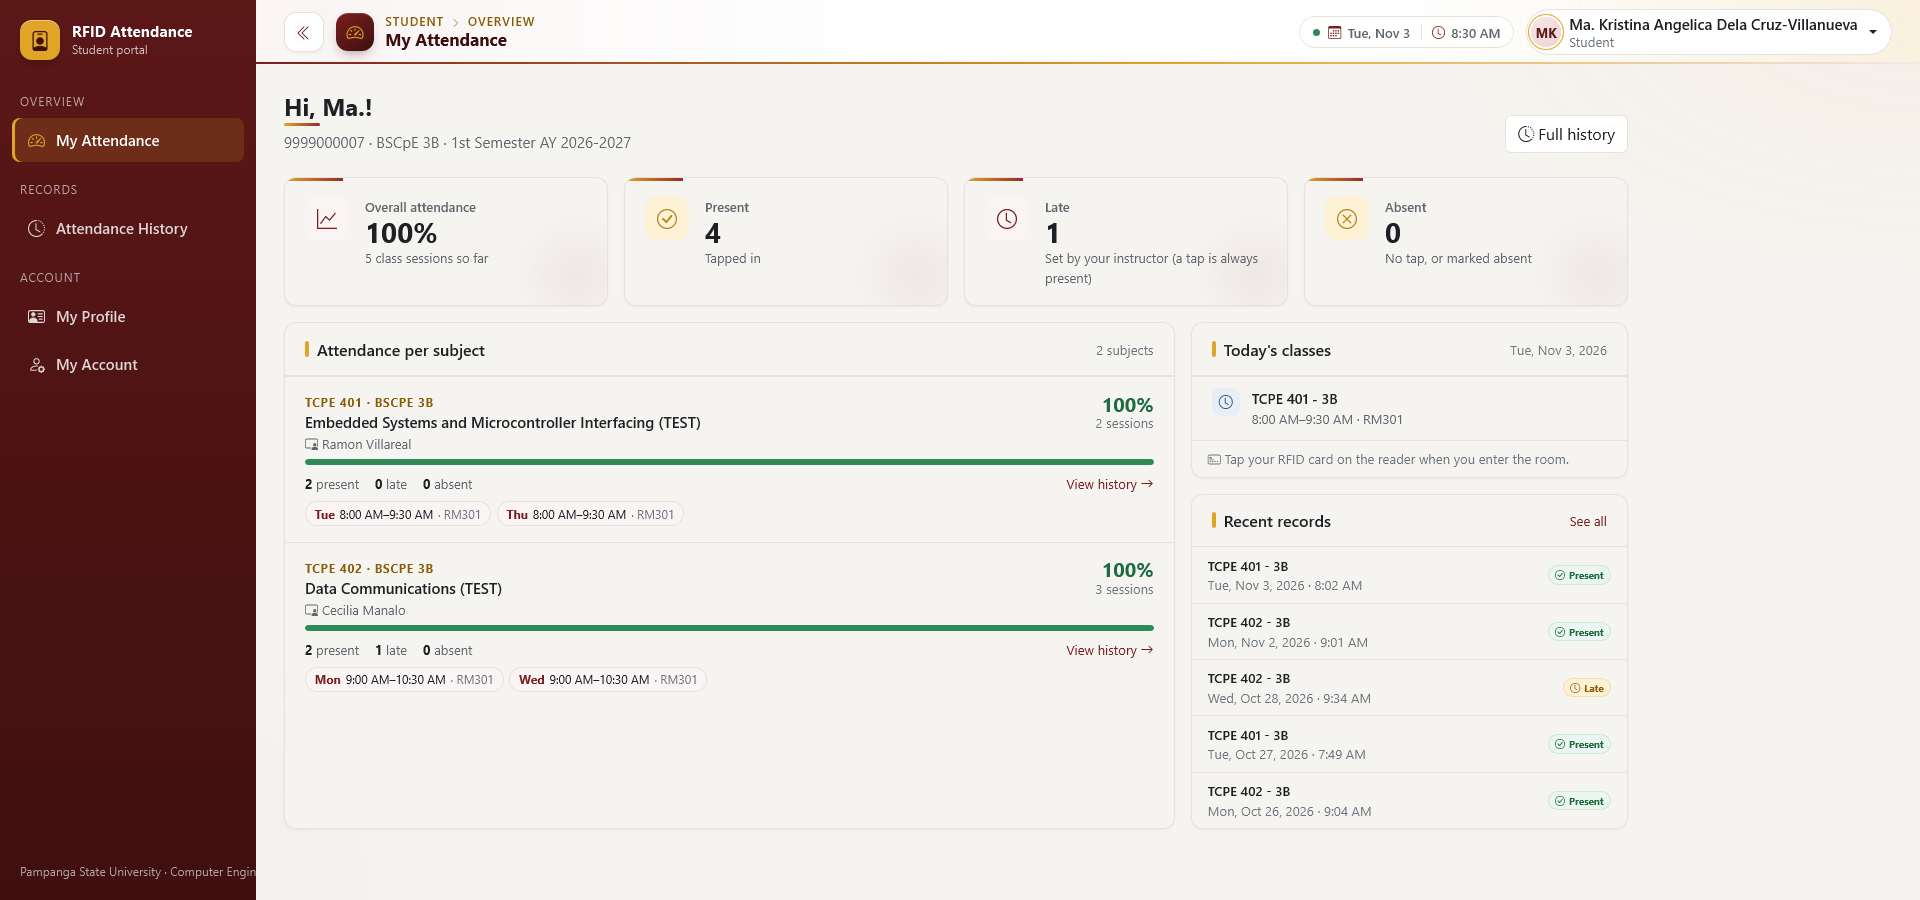 RFID Attendance
Student portal
OVERVIEW
My Attendance
RECORDS
Attendance History
ACCOUNT
My Profile
My Account
Pampanga State University · Computer Engin
STUDENT > OVERVIEW
My Attendance
Tue, Nov 3
8:30 AM
MK
Ma. Kristina Angelica Dela Cruz-Villanueva
Student
Hi, Ma.!
9999000007 · BSCpE 3B · 1st Semester AY 2026-2027
Full history
Overall attendance
100%
5 class sessions so far
Present
4
Tapped in
Late
1
Set by your instructor (a tap is always
present)
Absent
0
No tap, or marked absent
Attendance per subject
2 subjects
TCPE 401 · BSCPE 3B
Embedded Systems and Microcontroller Interfacing (TEST)
Ramon Villareal
100%
2 sessions
2 present 0 late 0 absent
View history →
Tue 8:00 AM–9:30 AM · RM301
Thu 8:00 AM–9:30 AM · RM301
TCPE 402 · BSCPE 3B
Data Communications (TEST)
Cecilia Manalo
100%
3 sessions
2 present 1 late 0 absent
View history →
Mon 9:00 AM–10:30 AM · RM301
Wed 9:00 AM–10:30 AM · RM301
Today's classes
Tue, Nov 3, 2026
TCPE 401 - 3B
8:00 AM–9:30 AM · RM301
Tap your RFID card on the reader when you enter the room.
Recent records
See all
TCPE 401 - 3B
Tue, Nov 3, 2026 · 8:02 AM
Present
TCPE 402 - 3B
Mon, Nov 2, 2026 · 9:01 AM
Present
TCPE 402 - 3B
Wed, Oct 28, 2026 · 9:34 AM
Late
TCPE 401 - 3B
Tue, Oct 27, 2026 · 7:49 AM
Present
TCPE 402 - 3B
Mon, Oct 26, 2026 · 9:04 AM
Present